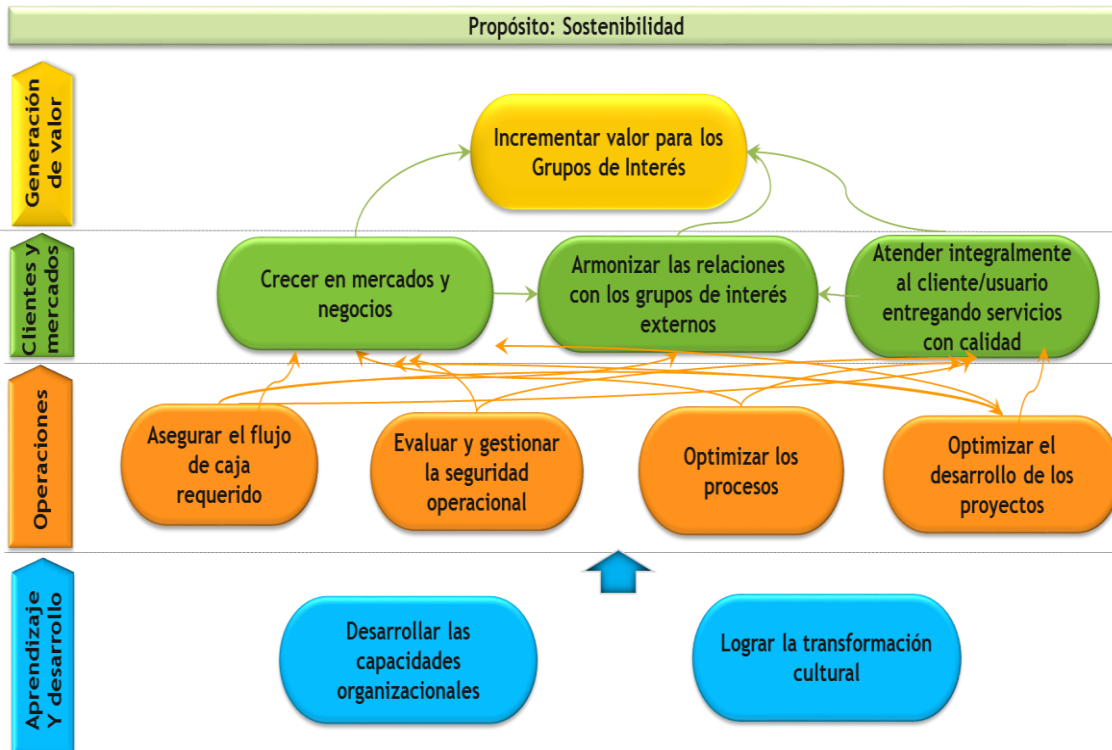 Propósito: Sostenibilidad
Generación
de valor
Incrementar valor para los
Grupos de Interés
Clientes y
mercados
Crecer en mercados y
negocios
Armonizar las relaciones
con los grupos de interés
externos
Atender integralmente
al cliente/usuario
entregando servicios
con calidad
Operaciones
Asegurar el flujo
de caja
requerido
Evaluar y gestionar
la seguridad
operacional
Optimizar los
procesos
Optimizar el
desarrollo de los
proyectos
Aprendizaje
Y desarrollo
Desarrollar las
capacidades
organizacionales
Lograr la transformación
cultural